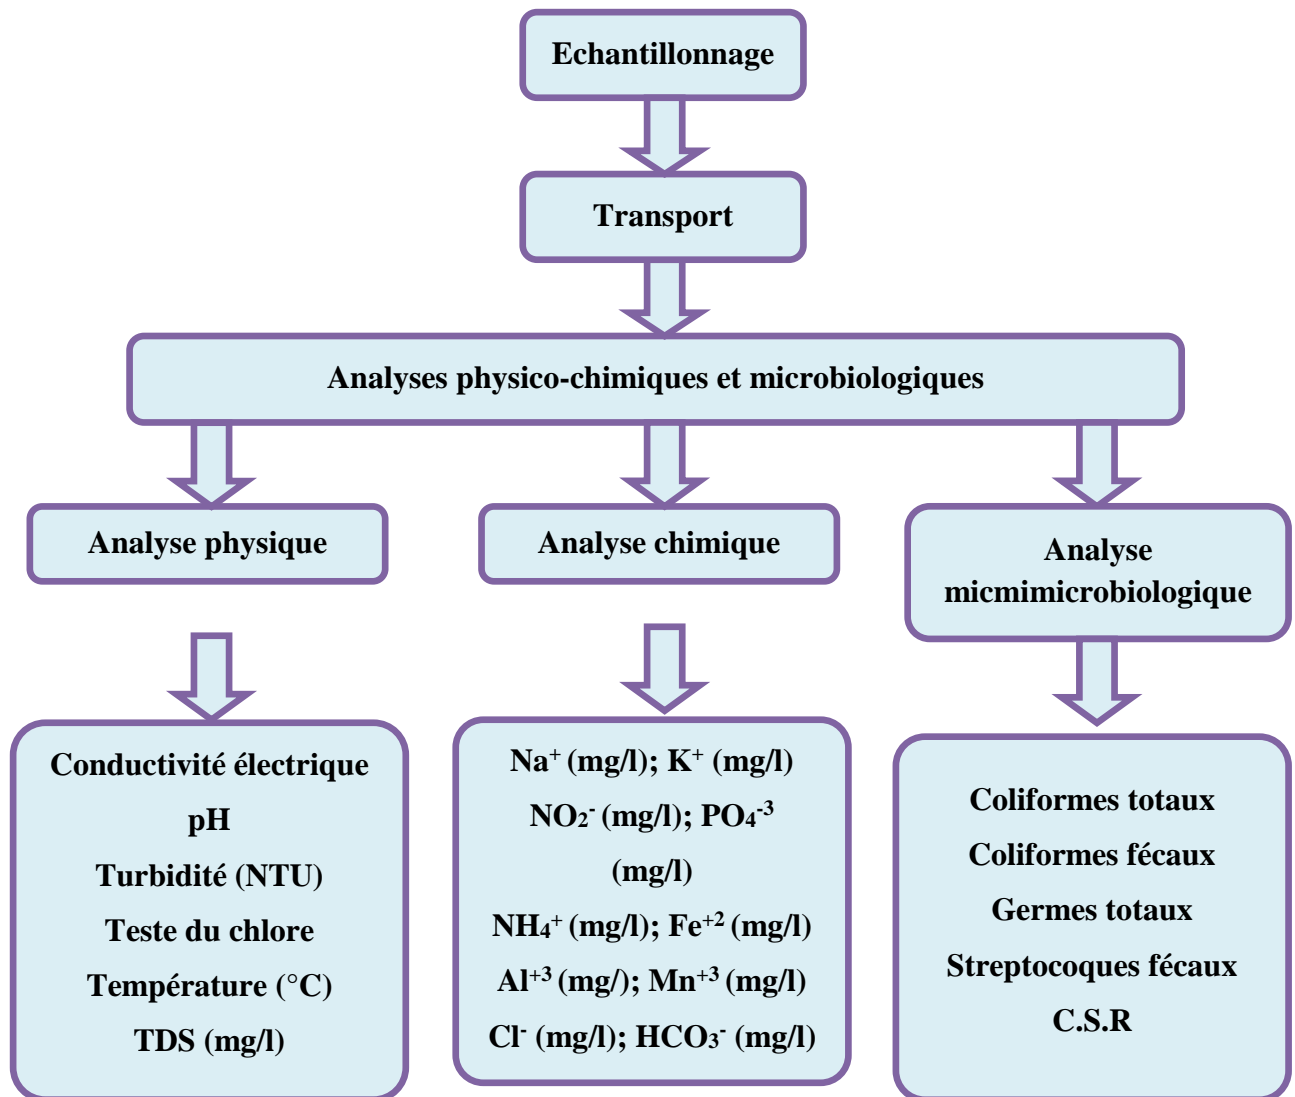 Echantillonnage
Transport
Analyses physico-chimiques et microbiologiques
Analyse physique
Analyse chimique
Analyse
micmimicrobiologique
Conductivité électrique
pH
Turbidité (NTU)
Teste du chlore
Température (°C)
TDS (mg/l)
Na⁺ (mg/l); K⁺ (mg/l)
NO₂⁻ (mg/l); PO₄⁻³
(mg/l)
NH₄⁺ (mg/l); Fe⁺² (mg/l)
Al⁺³ (mg/); Mn⁺³ (mg/l)
Cl⁻ (mg/l); HCO₃⁻ (mg/l)
Coliformes totaux
Coliformes fécaux
Germes totaux
Streptocoques fécaux
C.S.R